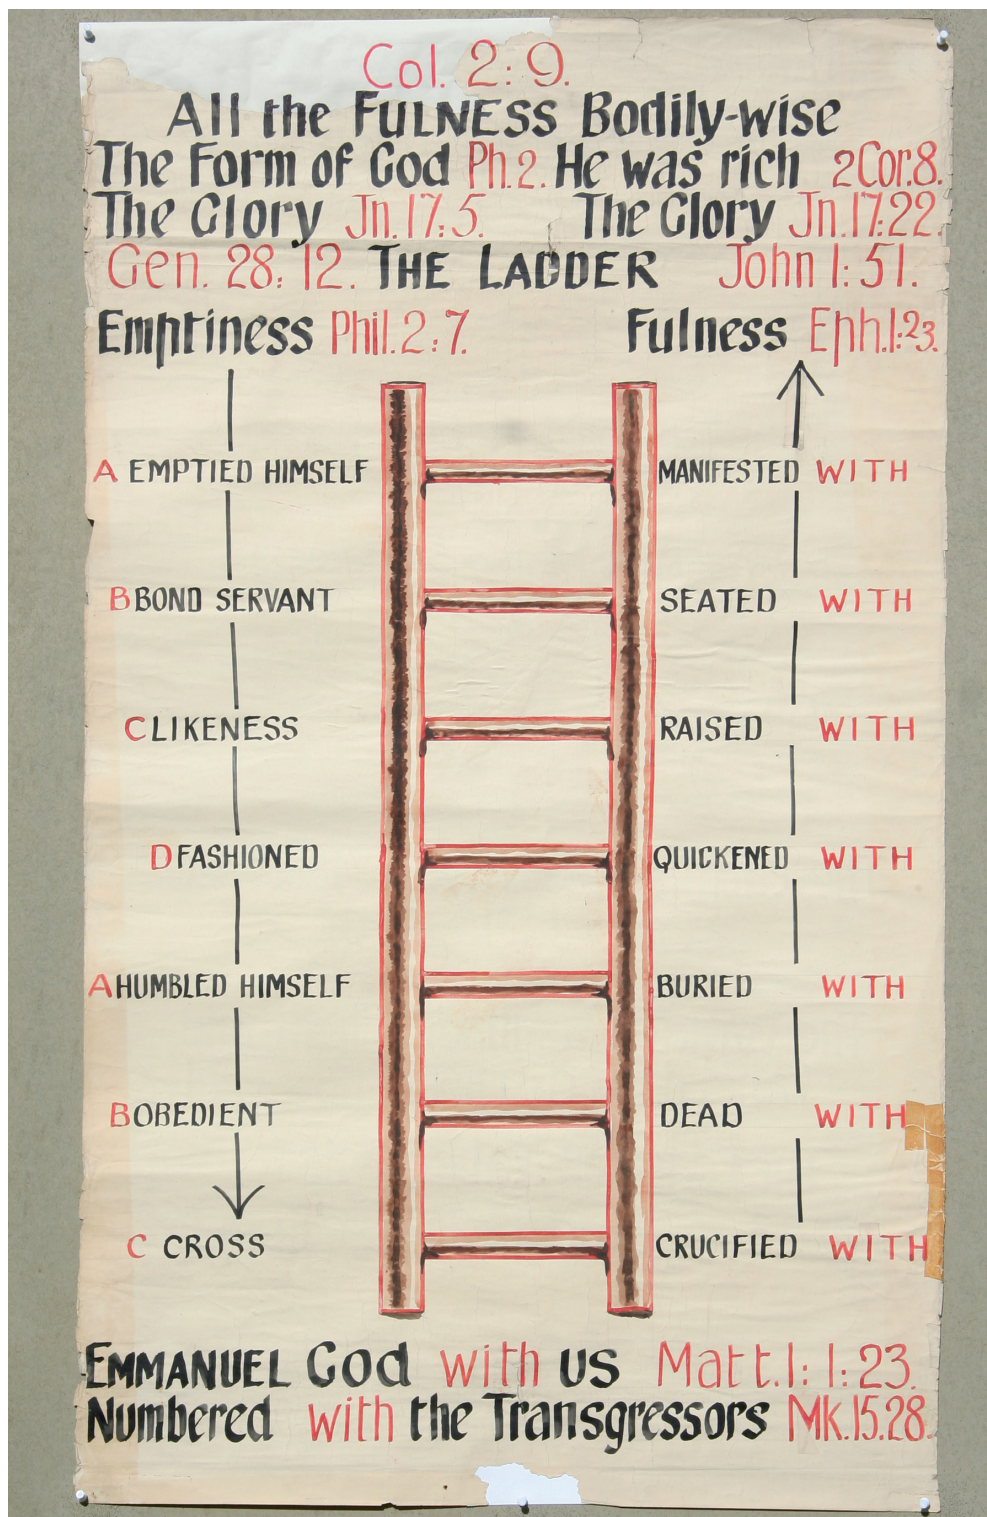 Col. 2: 9.
All the FULNESS Bodily-wise
The Form of God Ph.2. He was rich 2Cor.8.
The Glory Jn.17:5. The Glory Jn.17:22.
Gen. 28: 12. THE LADDER John 1: 51.
Emptiness Phil.2:7. Fulness Eph.1:23.
A EMPTIED HIMSELF MANIFESTED WITH
B BOND SERVANT SEATED WITH
C LIKENESS RAISED WITH
D FASHIONED QUICKENED WITH
A HUMBLED HIMSELF BURIED WITH
B OBEDIENT DEAD WITH
C CROSS CRUCIFIED WITH
EMMANUEL God with us Matt.1: 1:23.
Numbered with the Transgressors Mk.15.28.